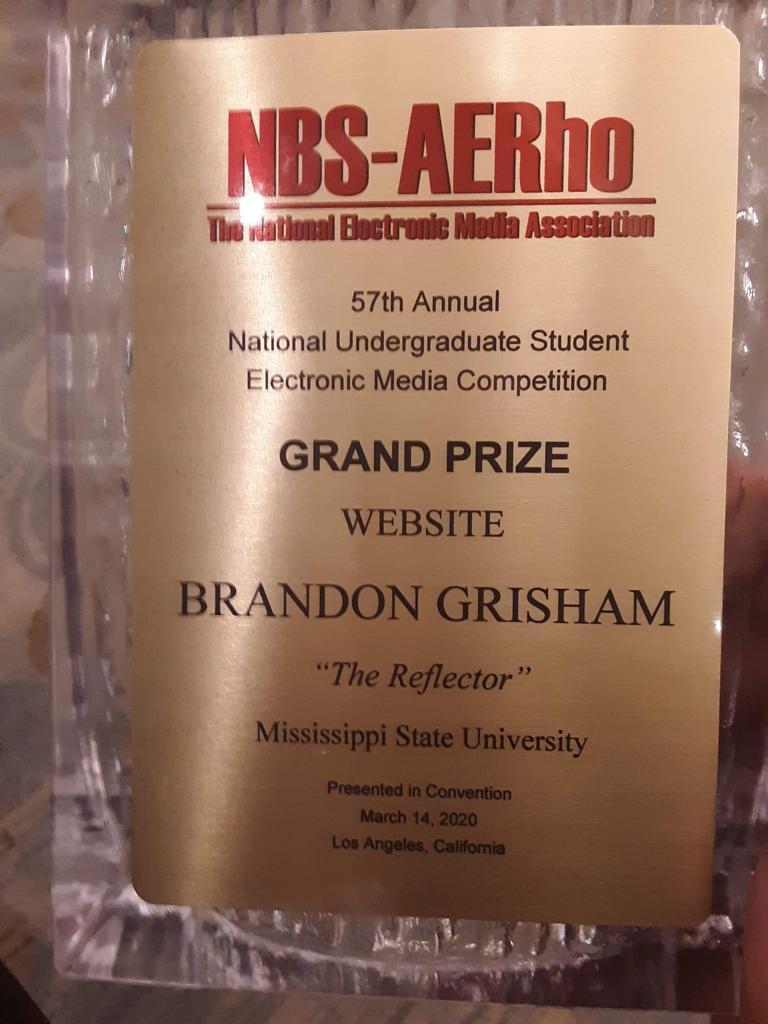 NBS-AERho
The National Electronic Media Association
57th Annual
National Undergraduate Student
Electronic Media Competition
GRAND PRIZE
WEBSITE
BRANDON GRISHAM
“The Reflector”
Mississippi State University
Presented in Convention
March 14, 2020
Los Angeles, California